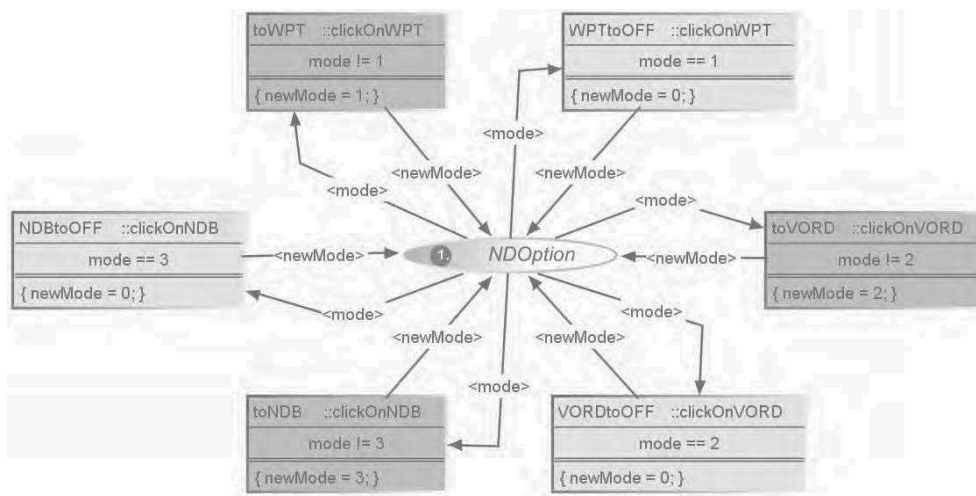 toWPT ::clickOnWPT
mode != 1
{ newMode = 1; }
WPTtoOFF ::clickOnWPT
mode == 1
{ newMode = 0; }
<mode>
<newMode>
<newMode>
<mode>
<mode>
NDBtoOFF ::clickOnNDB
mode == 3
{ newMode = 0; }
<newMode>
1
NDOption
<newMode>
toVORD ::clickOnVORD
mode != 2
{ newMode = 2; }
<mode>
<mode>
<newMode>
<newMode>
<mode>
toNDB ::clickOnNDB
mode != 3
{ newMode = 3; }
VORDtoOFF ::clickOnVORD
mode == 2
{ newMode = 0; }